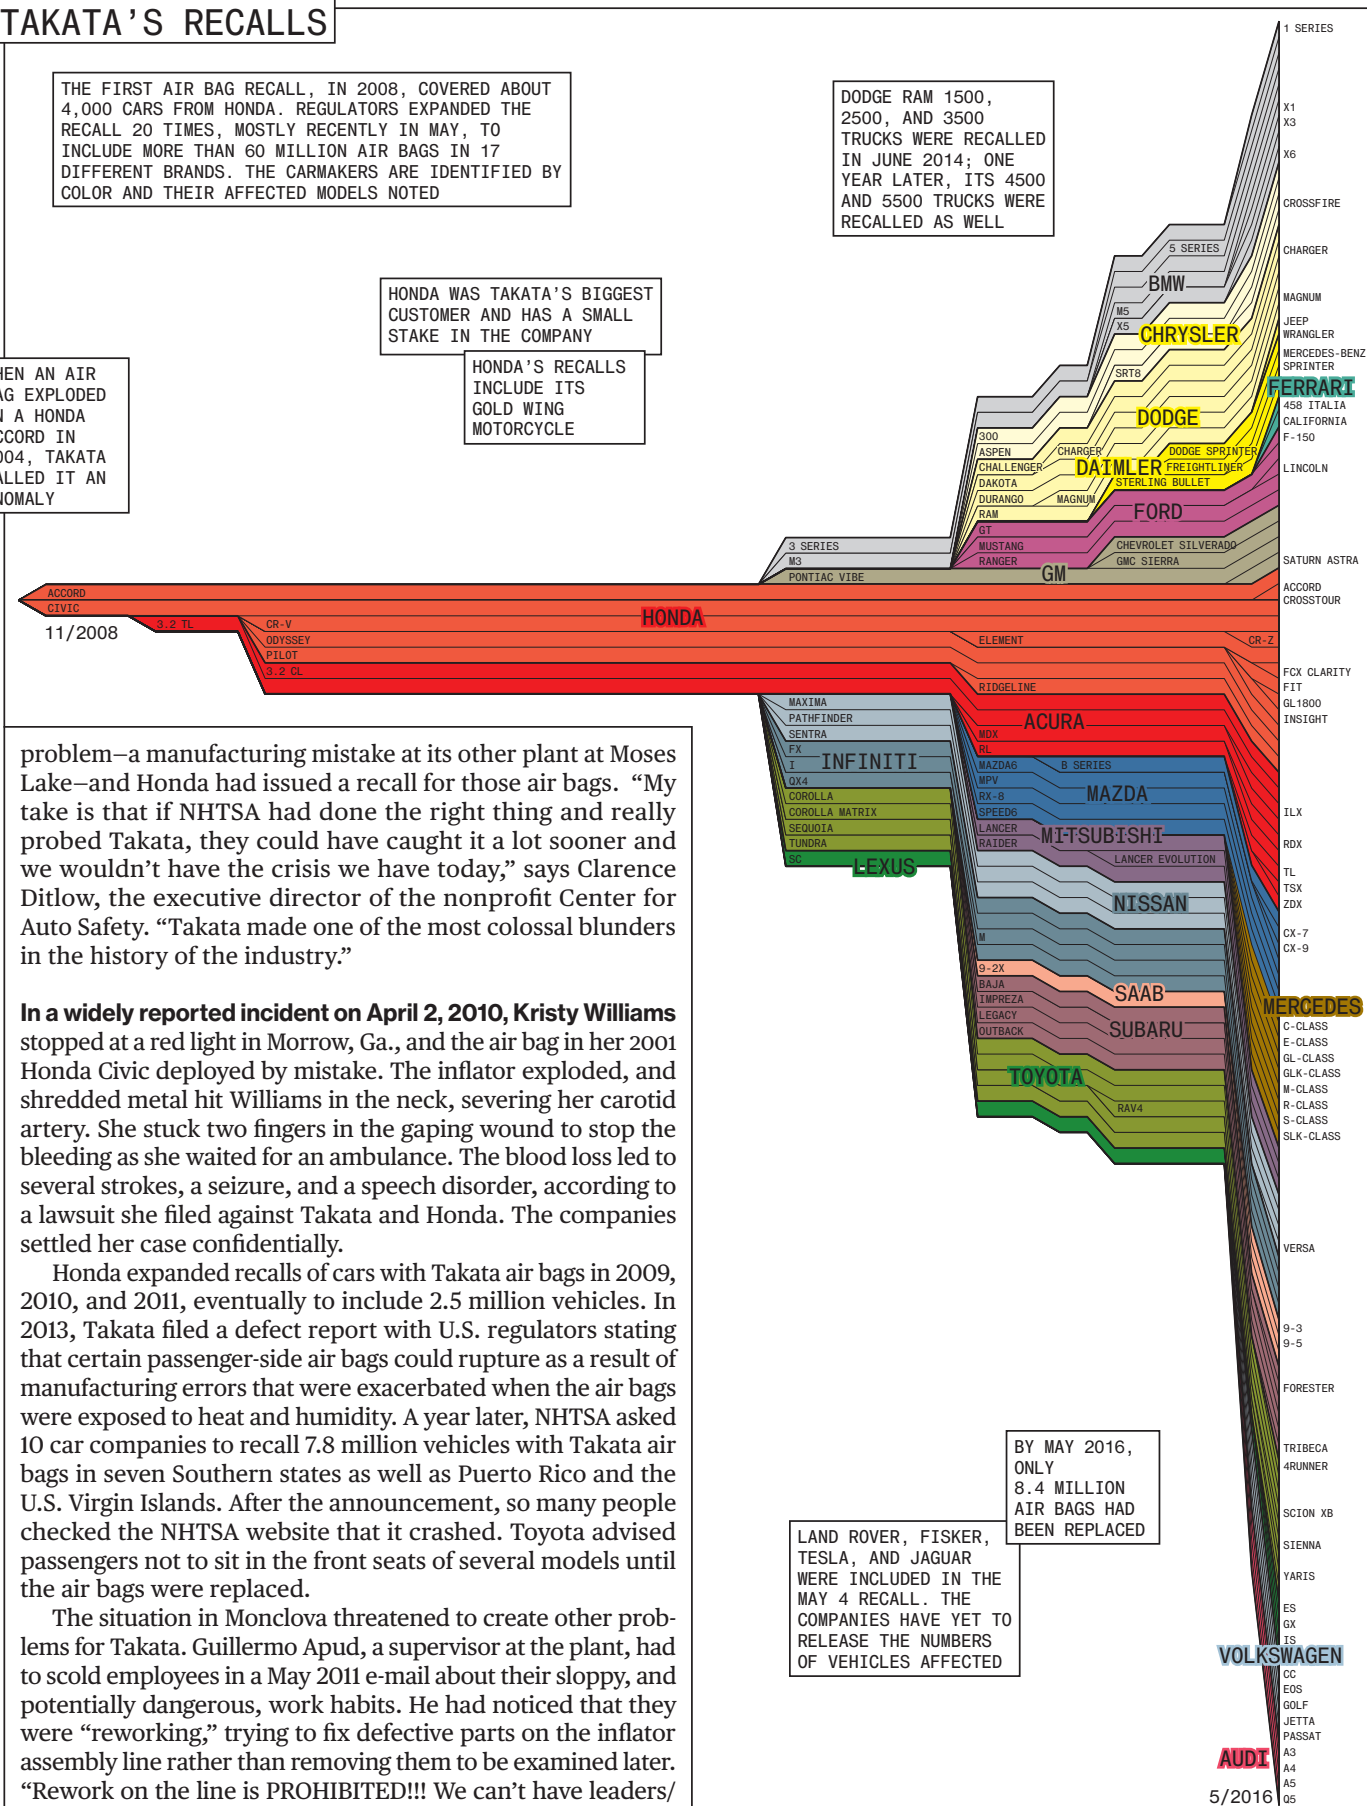 TAKATA'S RECALLS
THE FIRST AIR BAG RECALL, IN 2008, COVERED ABOUT
4,000 CARS FROM HONDA. REGULATORS EXPANDED THE
RECALL 20 TIMES, MOSTLY RECENTLY IN MAY, TO
INCLUDE MORE THAN 60 MILLION AIR BAGS IN 17
DIFFERENT BRANDS. THE CARMAKERS ARE IDENTIFIED BY
COLOR AND THEIR AFFECTED MODELS NOTED
DODGE RAM 1500,
2500, AND 3500
TRUCKS WERE RECALLED
IN JUNE 2014; ONE
YEAR LATER, ITS 4500
AND 5500 TRUCKS WERE
RECALLED AS WELL
HONDA WAS TAKATA'S BIGGEST
CUSTOMER AND HAS A SMALL
STAKE IN THE COMPANY
HONDA'S RECALLS
INCLUDE ITS
GOLD WING
MOTORCYCLE
HEN AN AIR
AG EXPLODED
N A HONDA
CCORD IN
004, TAKATA
ALLED IT AN
NOMALY
ACCORD
CIVIC
11/2008
3.2 TL
CR-V
ODYSSEY
PILOT
3.2 CL
HONDA
3 SERIES
M3
PONTIAC VIBE
MAXIMA
PATHFINDER
SENTRA
FX
I
QX4
INFINITI
COROLLA
COROLLA MATRIX
SEQUOIA
TUNDRA
SC
LEXUS
300
ASPEN
CHALLENGER
DAKOTA
DURANGO
RAM
GT
MUSTANG
RANGER
CHARGER
MAGNUM
GM
ELEMENT
RIDGELINE
ACURA
MDX
RL
MAZDA6
B SERIES
MPV
RX-8
SPEED6
MAZDA
LANCER
RAIDER
MITSUBISHI
LANCER EVOLUTION
NISSAN
M
9-2X
SAAB
BAJA
IMPREZA
LEGACY
OUTBACK
SUBARU
TOYOTA
RAV4
5 SERIES
BMW
M5
X5
CHRYSLER
SRT8
DODGE
DODGE SPRINTER
DAIMLER
FREIGHTLINER
STERLING BULLET
FORD
CHEVROLET SILVERADO
GMC SIERRA
CR-Z
1 SERIES
X1
X3
X6
CROSSFIRE
CHARGER
MAGNUM
JEEP
WRANGLER
MERCEDES-BENZ
SPRINTER
FERRARI
458 ITALIA
CALIFORNIA
F-150
LINCOLN
SATURN ASTRA
ACCORD
CROSSTOUR
FCX CLARITY
FIT
GL1800
INSIGHT
ILX
RDX
TL
TSX
ZDX
CX-7
CX-9
MERCEDES
C-CLASS
E-CLASS
GL-CLASS
GLK-CLASS
M-CLASS
R-CLASS
S-CLASS
SLK-CLASS
VERSA
9-3
9-5
FORESTER
TRIBECA
4RUNNER
SCION XB
SIENNA
YARIS
ES
GX
IS
VOLKSWAGEN
CC
EOS
GOLF
JETTA
PASSAT
AUDI
A3
A4
A5
Q5
5/2016
BY MAY 2016,
ONLY
8.4 MILLION
AIR BAGS HAD
BEEN REPLACED
LAND ROVER, FISKER,
TESLA, AND JAGUAR
WERE INCLUDED IN THE
MAY 4 RECALL. THE
COMPANIES HAVE YET TO
RELEASE THE NUMBERS
OF VEHICLES AFFECTED
problem—a manufacturing mistake at its other plant at Moses
Lake—and Honda had issued a recall for those air bags. “My
take is that if NHTSA had done the right thing and really
probed Takata, they could have caught it a lot sooner and
we wouldn’t have the crisis we have today,” says Clarence
Ditlow, the executive director of the nonprofit Center for
Auto Safety. “Takata made one of the most colossal blunders
in the history of the industry.”
In a widely reported incident on April 2, 2010, Kristy Williams
stopped at a red light in Morrow, Ga., and the air bag in her 2001
Honda Civic deployed by mistake. The inflator exploded, and
shredded metal hit Williams in the neck, severing her carotid
artery. She stuck two fingers in the gaping wound to stop the
bleeding as she waited for an ambulance. The blood loss led to
several strokes, a seizure, and a speech disorder, according to
a lawsuit she filed against Takata and Honda. The companies
settled her case confidentially.
Honda expanded recalls of cars with Takata air bags in 2009,
2010, and 2011, eventually to include 2.5 million vehicles. In
2013, Takata filed a defect report with U.S. regulators stating
that certain passenger-side air bags could rupture as a result of
manufacturing errors that were exacerbated when the air bags
were exposed to heat and humidity. A year later, NHTSA asked
10 car companies to recall 7.8 million vehicles with Takata air
bags in seven Southern states as well as Puerto Rico and the
U.S. Virgin Islands. After the announcement, so many people
checked the NHTSA website that it crashed. Toyota advised
passengers not to sit in the front seats of several models until
the air bags were replaced.
The situation in Monclova threatened to create other prob-
lems for Takata. Guillermo Apud, a supervisor at the plant, had
to scold employees in a May 2011 e-mail about their sloppy, and
potentially dangerous, work habits. He had noticed that they
were “reworking,” trying to fix defective parts on the inflator
assembly line rather than removing them to be examined later.
“Rework on the line is PROHIBITED!!! We can’t have leaders/